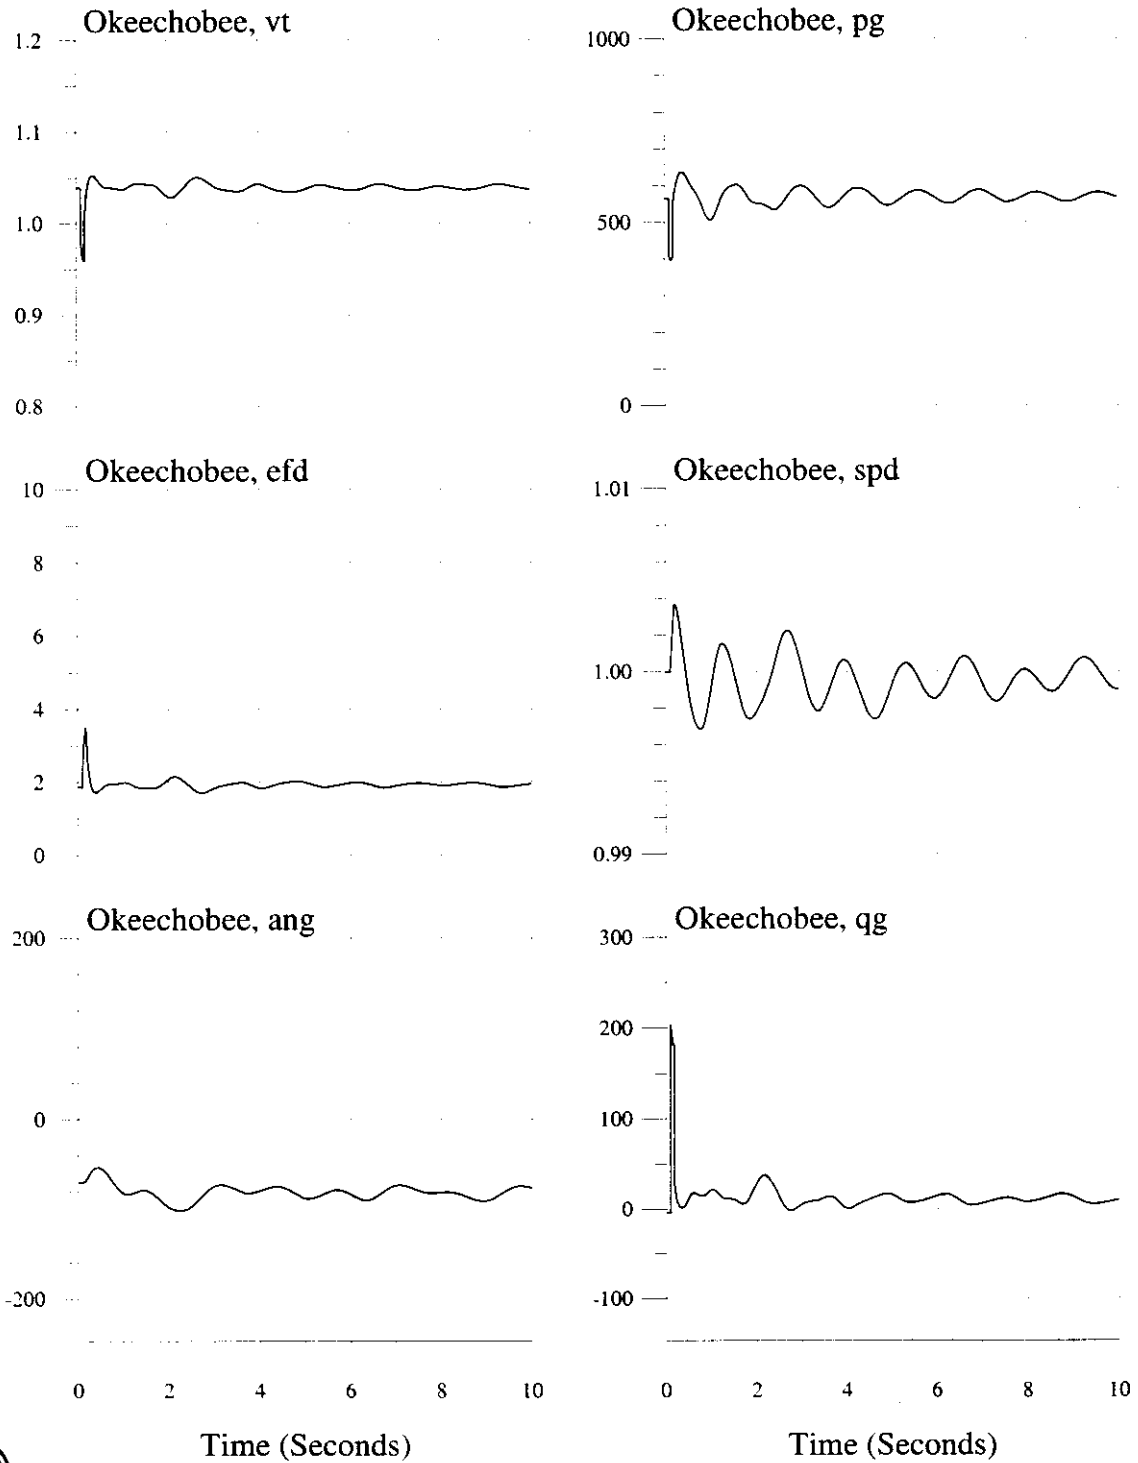 Okeechobee, vt
1.2
1.1
1.0
0.9
0.8
Okeechobee, pg
1000
500
0
Okeechobee, efd
10
8
6
4
2
0
Okeechobee, spd
1.01
1.00
0.99
Okeechobee, ang
200
0
-200
0 2 4 6 8 10
Time (Seconds)
Okeechobee, qg
300
200
100
0
-100
0 2 4 6 8 10
Time (Seconds)